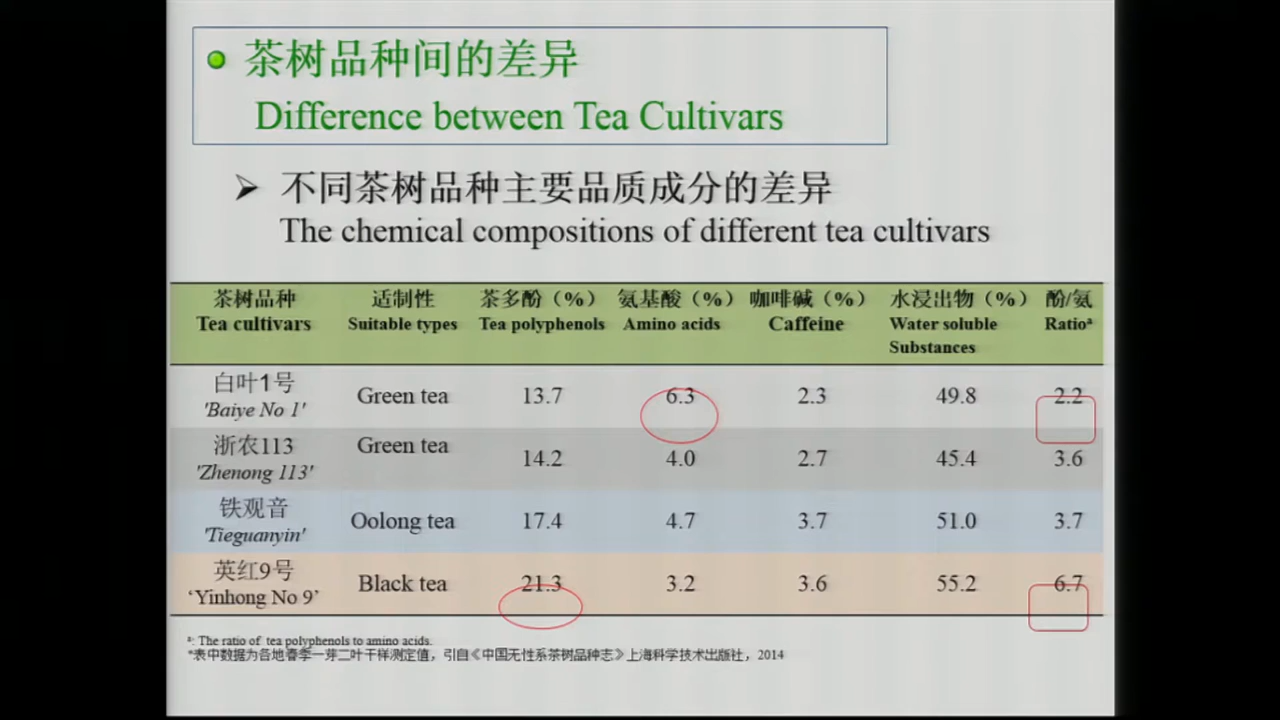 茶树品种间的差异
Difference between Tea Cultivars
不同茶树品种主要品质成分的差异
The chemical compositions of different tea cultivars
茶树品种 适制性 茶多酚（%） 氨基酸（%） 咖啡碱（%） 水浸出物（%） 酚/氨
Tea cultivars Suitable types Tea polyphenols Amino acids Caffeine Water soluble Substances Ratioᵃ
白叶1号 Green tea 13.7 6.3 2.3 49.8 2.2
'Baiye No 1'
浙农113 Green tea 14.2 4.0 2.7 45.4 3.6
'Zhenong 113'
铁观音 Oolong tea 17.4 4.7 3.7 51.0 3.7
'Tieguanyin'
英红9号 Black tea 21.3 3.2 3.6 55.2 6.7
‘Yinhong No 9’
ᵃ: The ratio of tea polyphenols to amino acids.
*表中数据为各地春季一芽二叶干样测定值，引自《中国无性系茶树品种志》上海科学技术出版社，2014